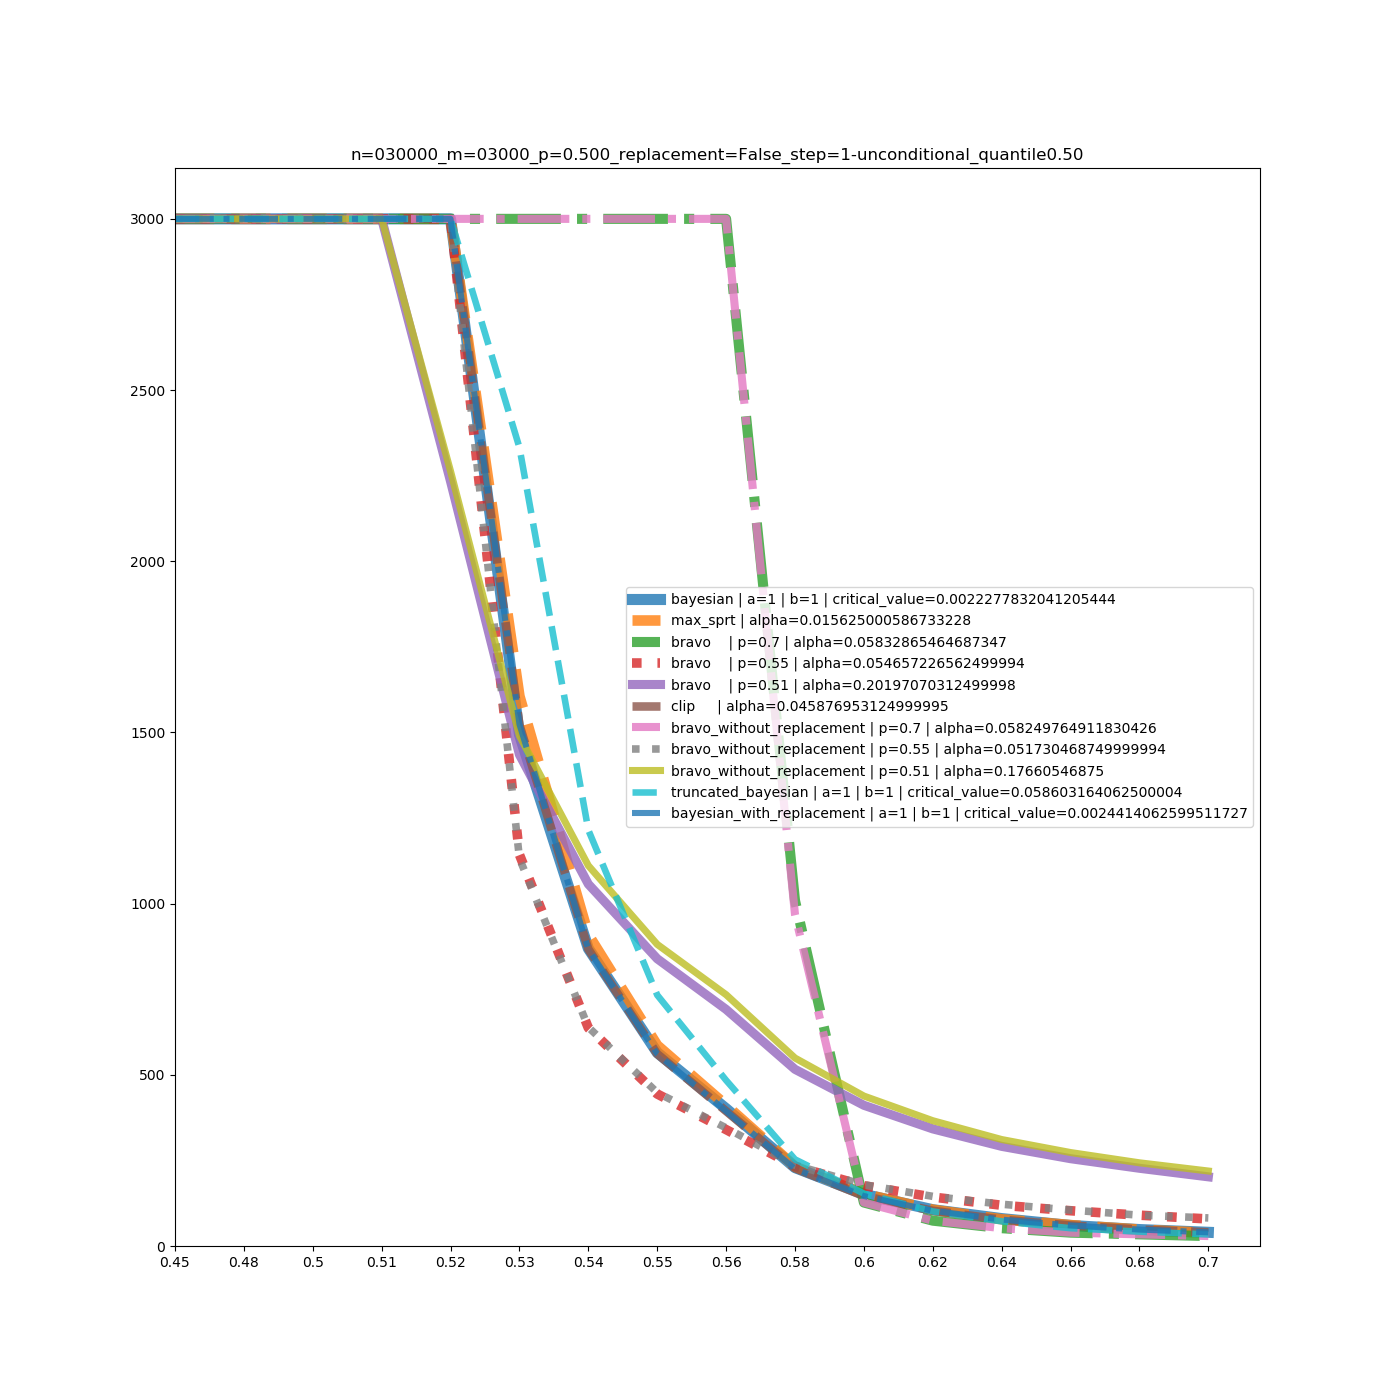 n=030000_m=03000_p=0.500_replacement=False_step=1-unconditional_quantile0.50
3000
2500
2000
1500
1000
500
0
bayesian | a=1 | b=1 | critical_value=0.0022277832041205444
max_sprt | alpha=0.015625000586733228
bravo | p=0.7 | alpha=0.05832865464687347
bravo | p=0.55 | alpha=0.054657226562499994
bravo | p=0.51 | alpha=0.20197070312499998
clip | alpha=0.045876953124999995
bravo_without_replacement | p=0.7 | alpha=0.058249764911830426
bravo_without_replacement | p=0.55 | alpha=0.051730468749999994
bravo_without_replacement | p=0.51 | alpha=0.17660546875
truncated_bayesian | a=1 | b=1 | critical_value=0.058603164062500004
bayesian_with_replacement | a=1 | b=1 | critical_value=0.0024414062599511727
0.45 0.48 0.5 0.51 0.52 0.53 0.54 0.55 0.56 0.58 0.6 0.62 0.64 0.66 0.68 0.7